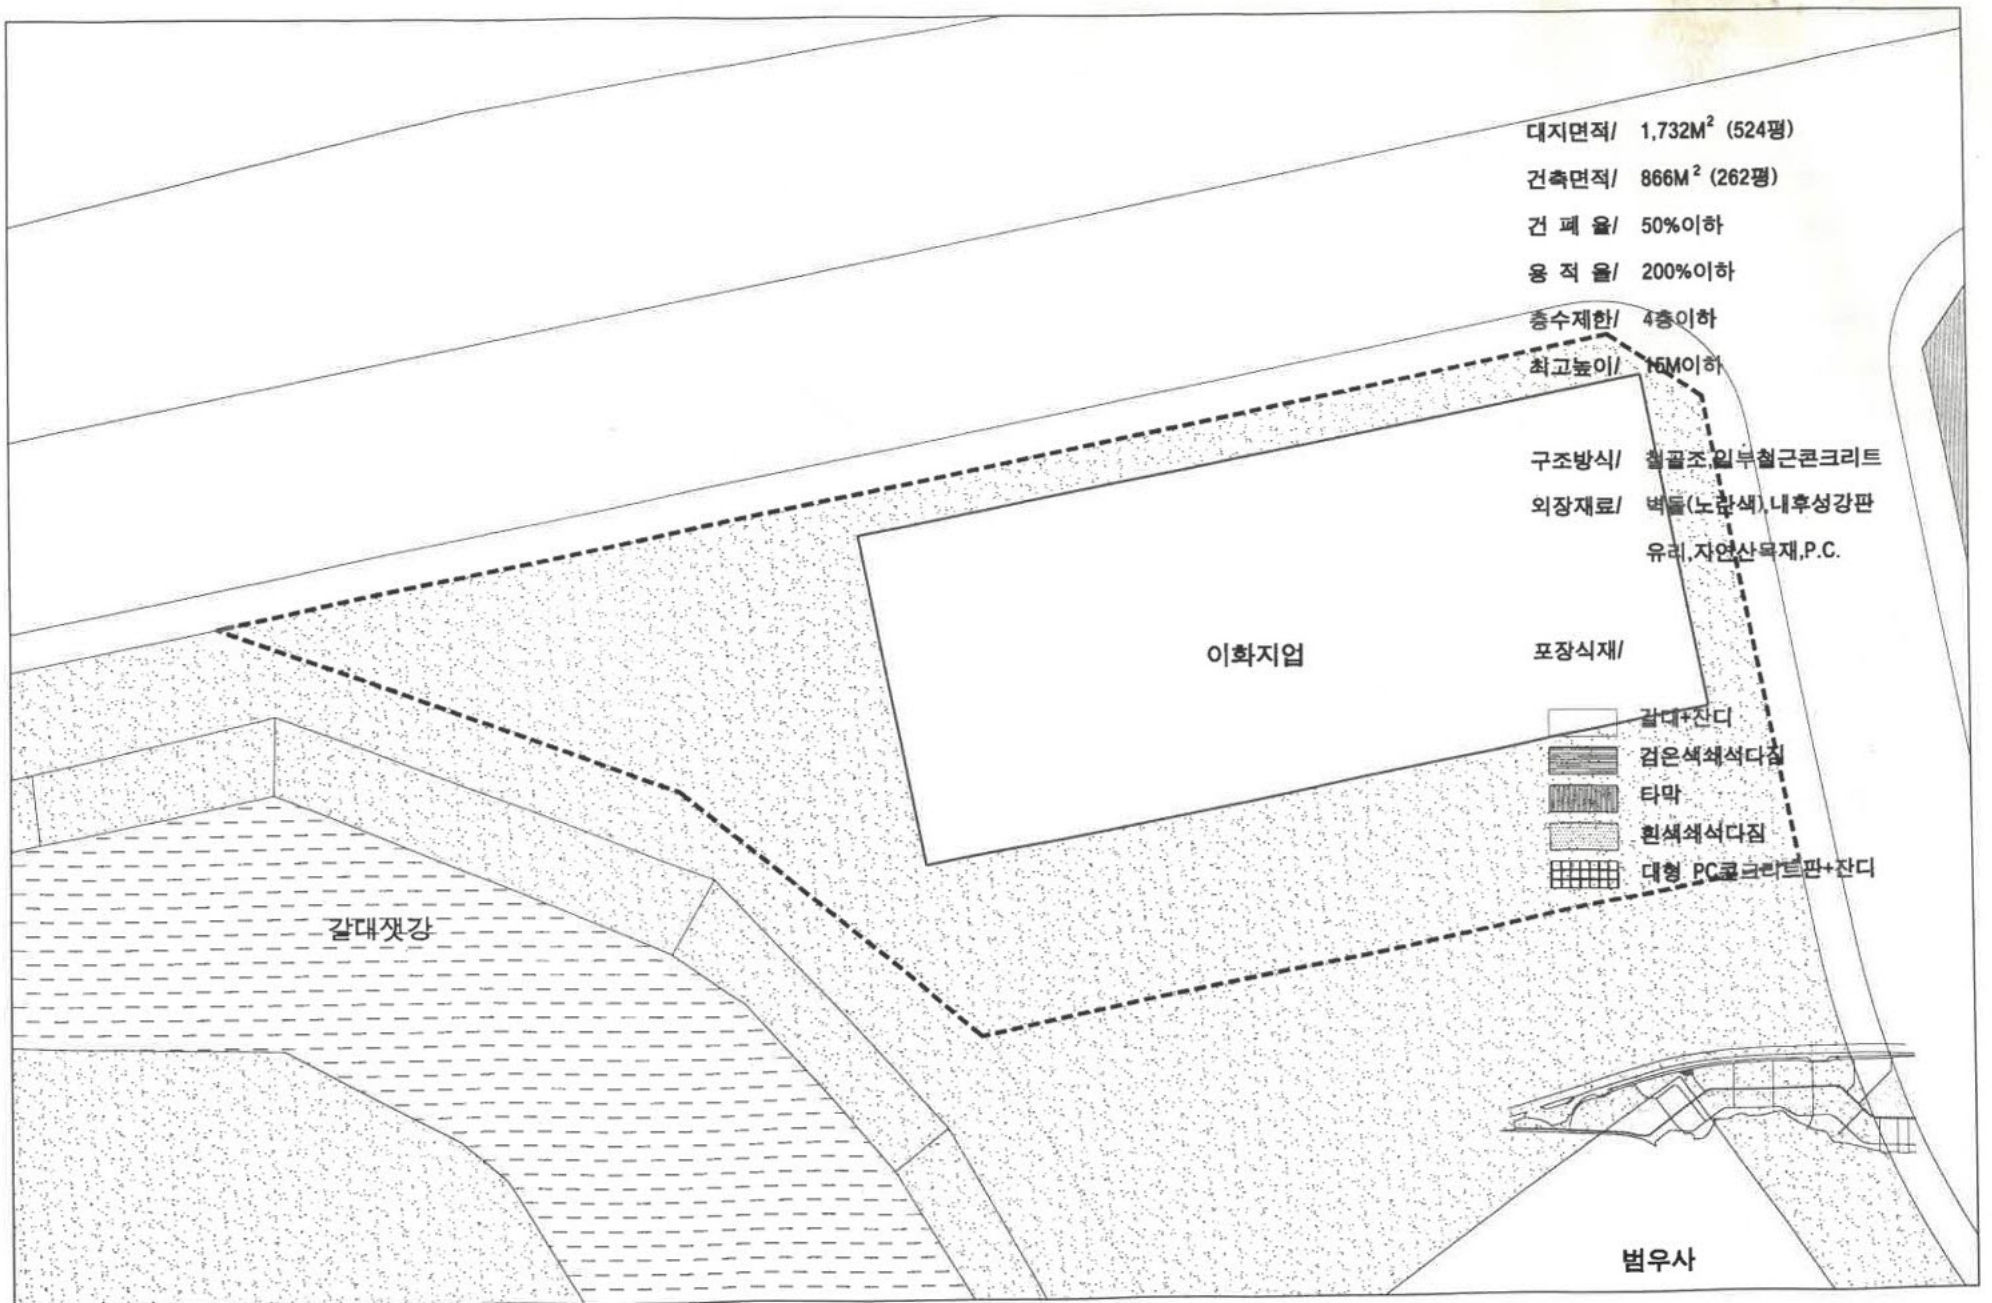 대지면적/ 1,732M² (524평)
건축면적/ 866M² (262평)
건 폐 율/ 50%이하
용 적 율/ 200%이하
층수제한/ 4층이하
최고높이/ 15M이하
구조방식/ 철골조,일부철근콘크리트
외장재료/ 벽돌(노란색),내후성강판
유리,자연산목재,P.C.
이화지업
포장식재/
갈대+잔디
검은색쇄석다짐
타막
흰색쇄석다짐
대형 PC콘크리트판+잔디
갈대샛강
범우사